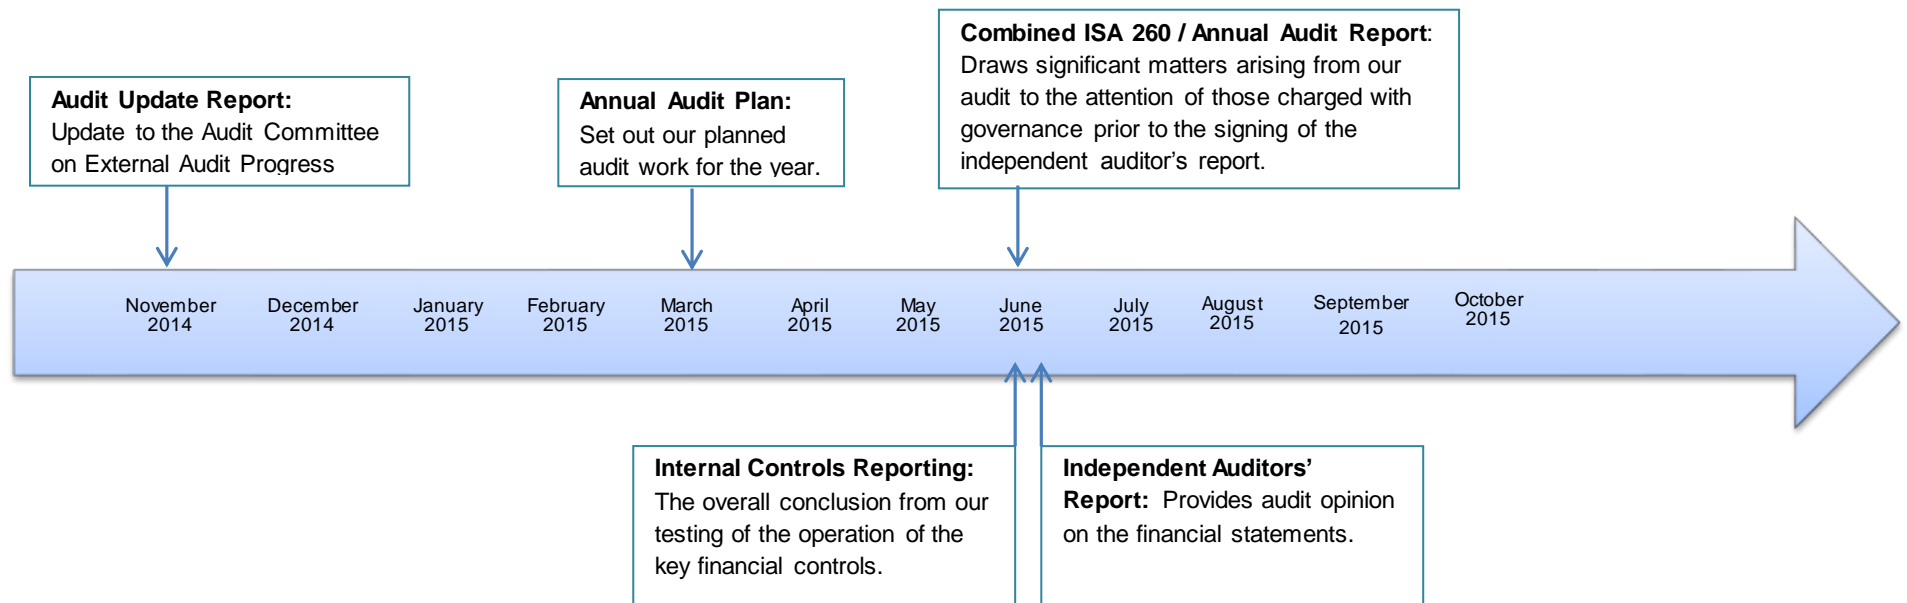 Combined ISA 260 / Annual Audit Report:
Draws significant matters arising from our
audit to the attention of those charged with
governance prior to the signing of the
independent auditor’s report.
Audit Update Report:
Update to the Audit Committee
on External Audit Progress
Annual Audit Plan:
Set out our planned
audit work for the year.
November
2014
December
2014
January
2015
February
2015
March
2015
April
2015
May
2015
June
2015
July
2015
August
2015
September
2015
October
2015
Internal Controls Reporting:
The overall conclusion from our
testing of the operation of the
key financial controls.
Independent Auditors’
Report: Provides audit opinion
on the financial statements.